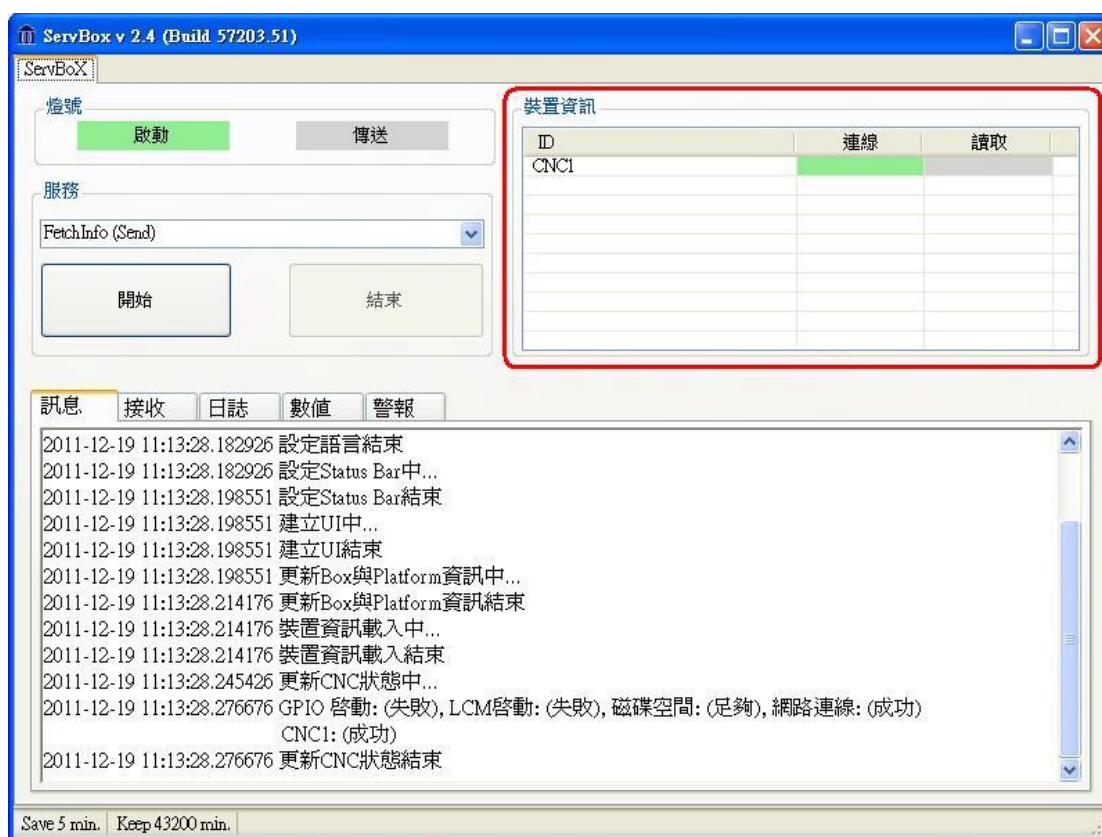 ServBox v 2.4 (Build 57203.51)
ServBoX
燈號
啟動 傳送
服務
FetchInfo (Send)
開始 結束
裝置資訊
ID 連線 讀取
CNC1
訊息 接收 日誌 數值 警報
2011-12-19 11:13:28.182926 設定語言結束
2011-12-19 11:13:28.182926 設定Status Bar中...
2011-12-19 11:13:28.198551 設定Status Bar結束
2011-12-19 11:13:28.198551 建立UI中...
2011-12-19 11:13:28.198551 建立UI結束
2011-12-19 11:13:28.198551 更新Box與Platform資訊中...
2011-12-19 11:13:28.214176 更新Box與Platform資訊結束
2011-12-19 11:13:28.214176 裝置資訊載入中...
2011-12-19 11:13:28.214176 裝置資訊載入結束
2011-12-19 11:13:28.245426 更新CNC狀態中...
2011-12-19 11:13:28.276676 GPIO 啓動: (失敗), LCM啓動: (失敗), 磁碟空間: (足夠), 網路連線: (成功)
CNC1: (成功)
2011-12-19 11:13:28.276676 更新CNC狀態結束
Save 5 min. Keep 43200 min.